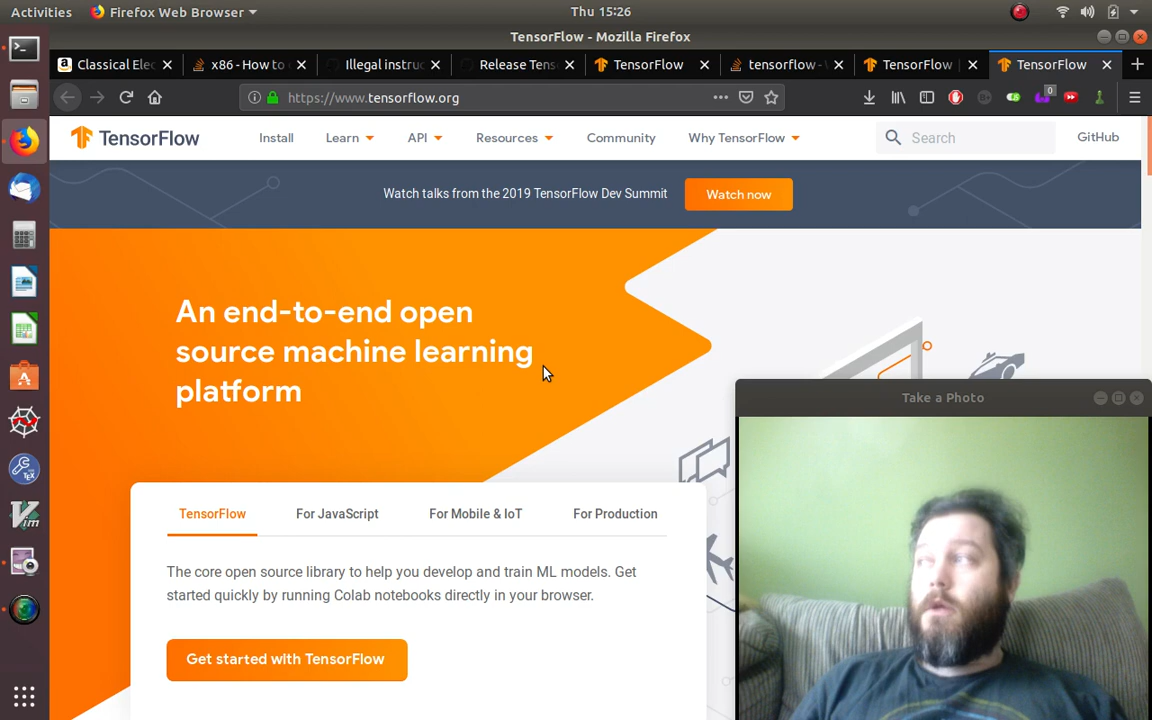 Activities
Firefox Web Browser
Thu 15:26
TensorFlow - Mozilla Firefox
Classical Ele
x86 - How to
Illegal instruc
Release Tens
TensorFlow
tensorflow -
TensorFlow |
TensorFlow
https://www.tensorflow.org
0
TensorFlow
Install
Learn
API
Resources
Community
Why TensorFlow
Search
GitHub
Watch talks from the 2019 TensorFlow Dev Summit
Watch now
An end-to-end open
source machine learning
platform
Take a Photo
TensorFlow
For JavaScript
For Mobile & IoT
For Production
The core open source library to help you develop and train ML models. Get
started quickly by running Colab notebooks directly in your browser.
Get started with TensorFlow
TEX
Vim